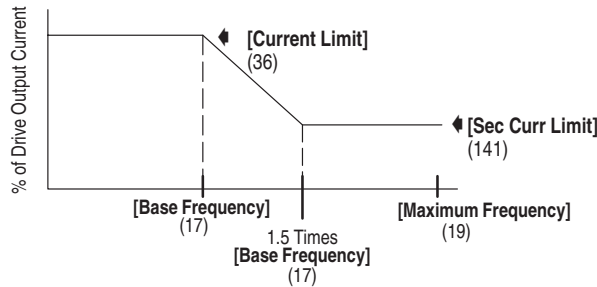 % of Drive Output Current
[Current Limit]
(36)
[Sec Curr Limit]
(141)
[Base Frequency]
(17)
1.5 Times
[Base Frequency]
(17)
[Maximum Frequency]
(19)